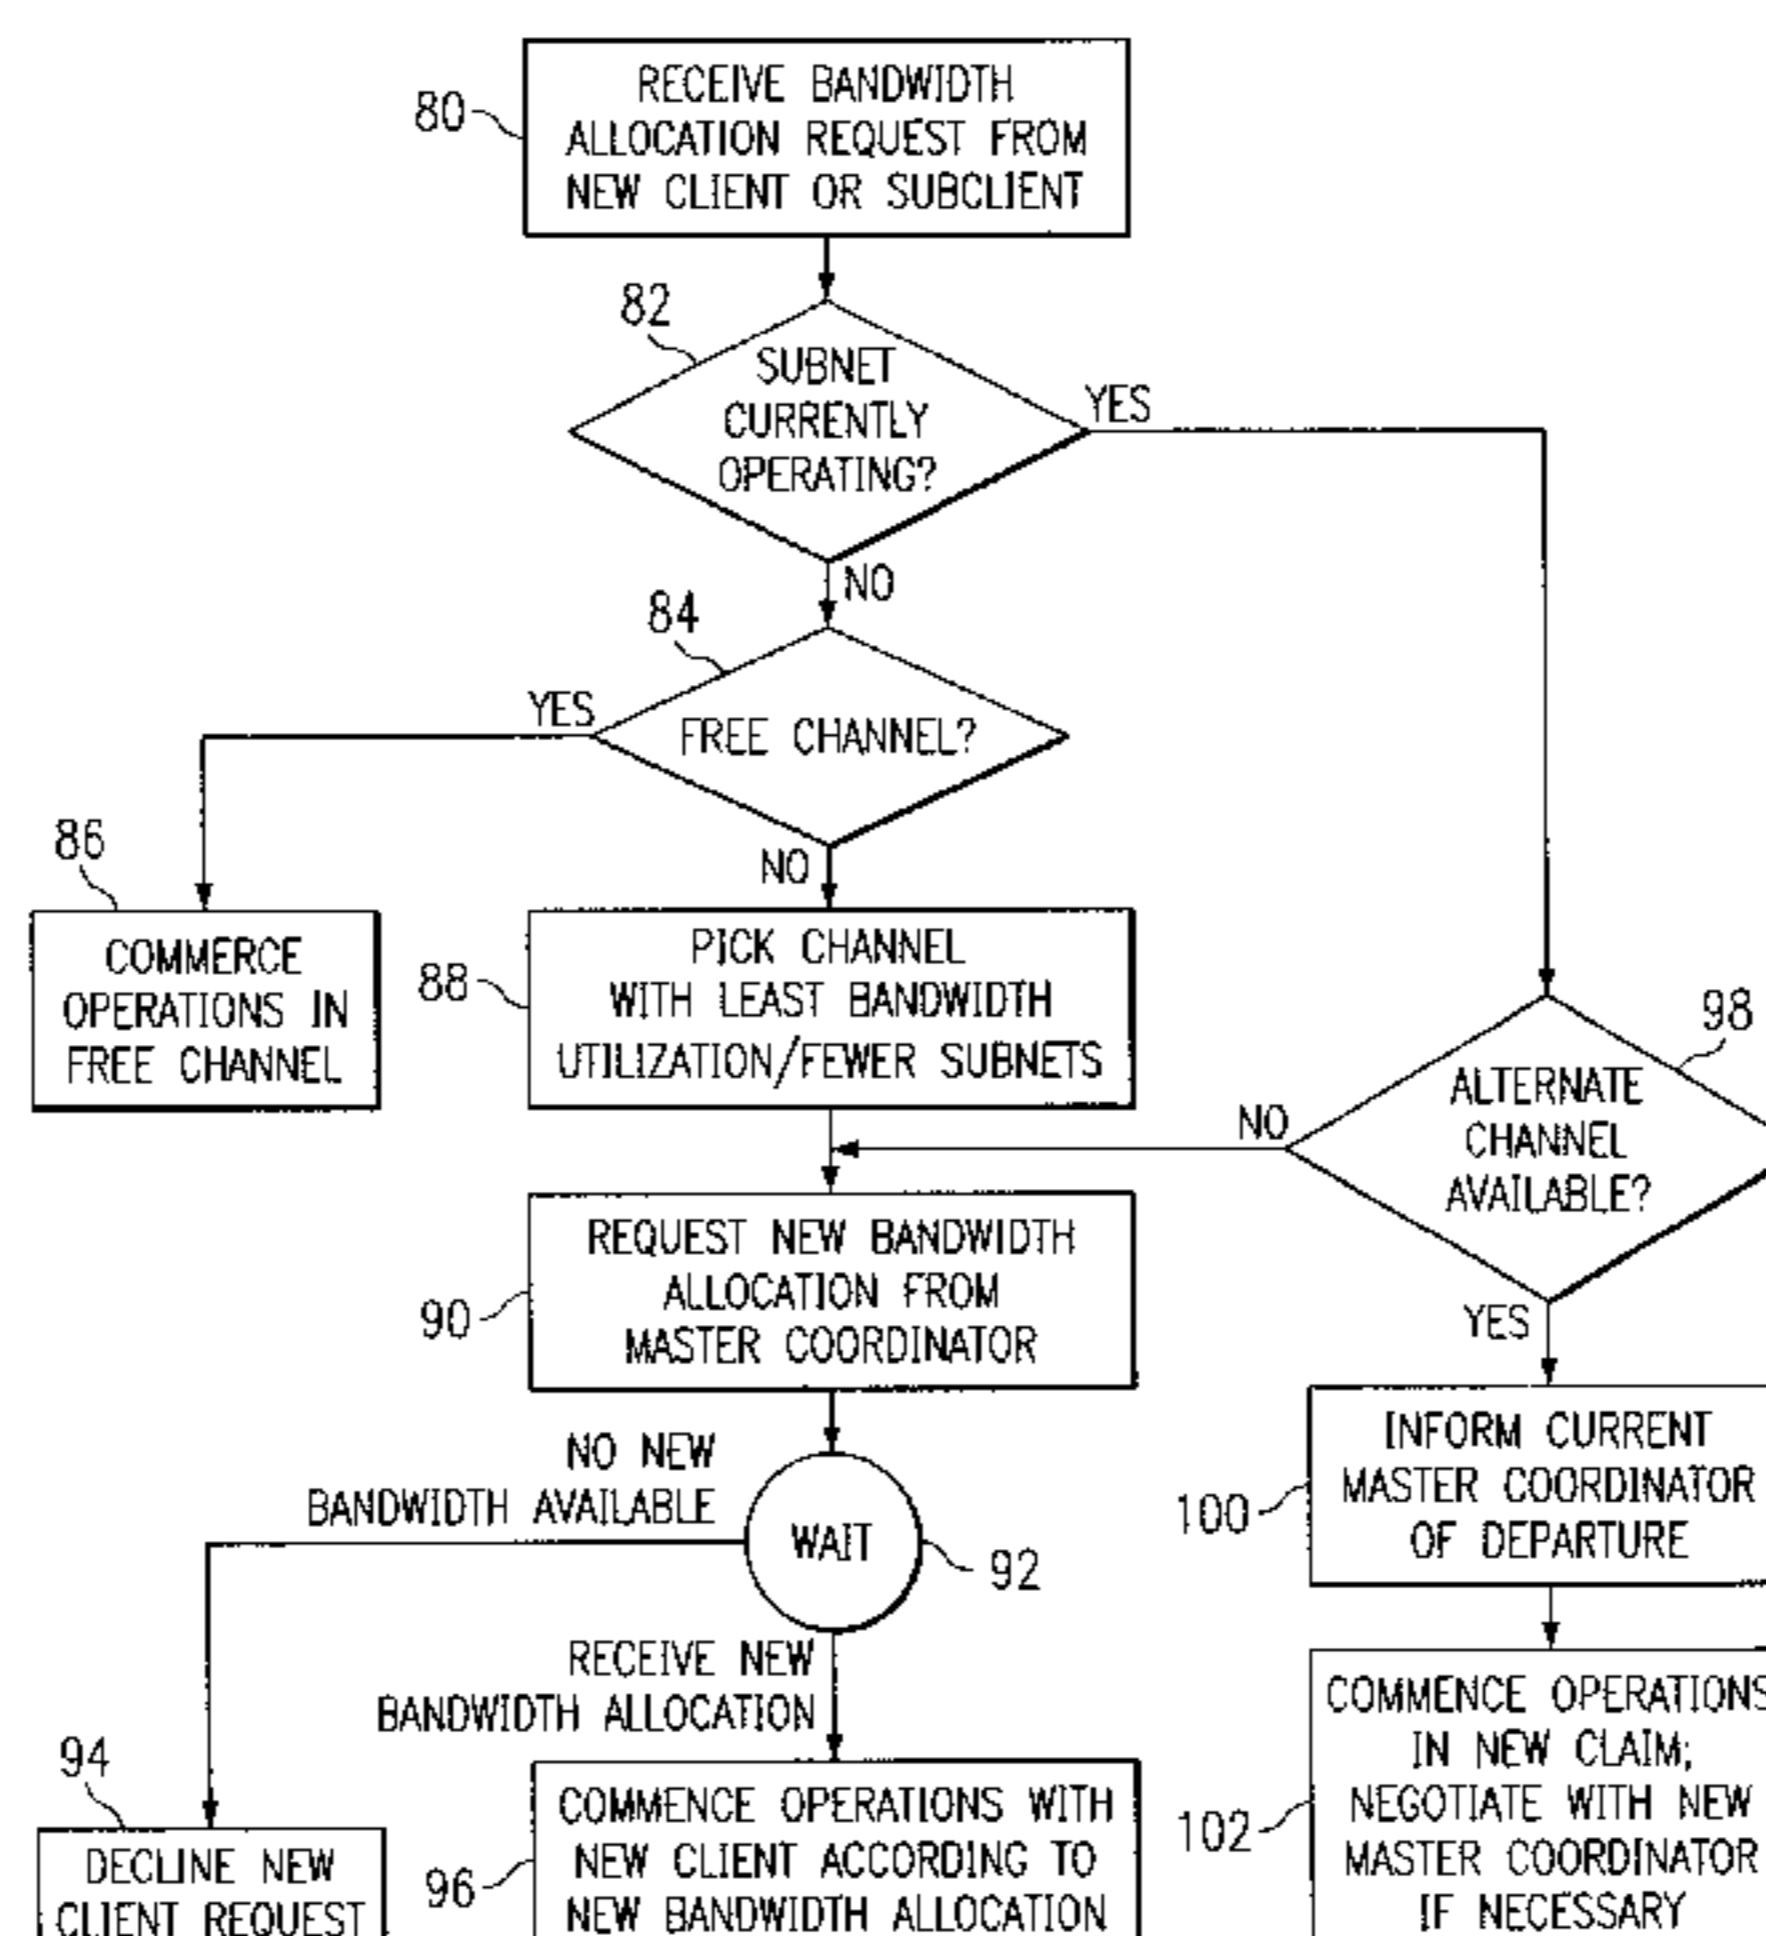 80
RECEIVE BANDWIDTH
ALLOCATION REQUEST FROM
NEW CLIENT OR SUBCLIENT
82
SUBNET
CURRENTLY
OPERATING?
YES
NO
84
FREE CHANNEL?
YES
NO
86
COMMERCE
OPERATIONS IN
FREE CHANNEL
88
PICK CHANNEL
WITH LEAST BANDWIDTH
UTILIZATION/FEWER SUBNETS
98
ALTERNATE
CHANNEL
AVAILABLE?
NO
YES
90
REQUEST NEW BANDWIDTH
ALLOCATION FROM
MASTER COORDINATOR
NO NEW
BANDWIDTH AVAILABLE
WAIT
92
100
INFORM CURRENT
MASTER COORDINATOR
OF DEPARTURE
RECEIVE NEW
BANDWIDTH ALLOCATION
94
DECLINE NEW
CLIENT REQUEST
96
COMMENCE OPERATIONS WITH
NEW CLIENT ACCORDING TO
NEW BANDWIDTH ALLOCATION
102
COMMENCE OPERATIONS
IN NEW CLAIM;
NEGOTIATE WITH NEW
MASTER COORDINATOR
IF NECESSARY